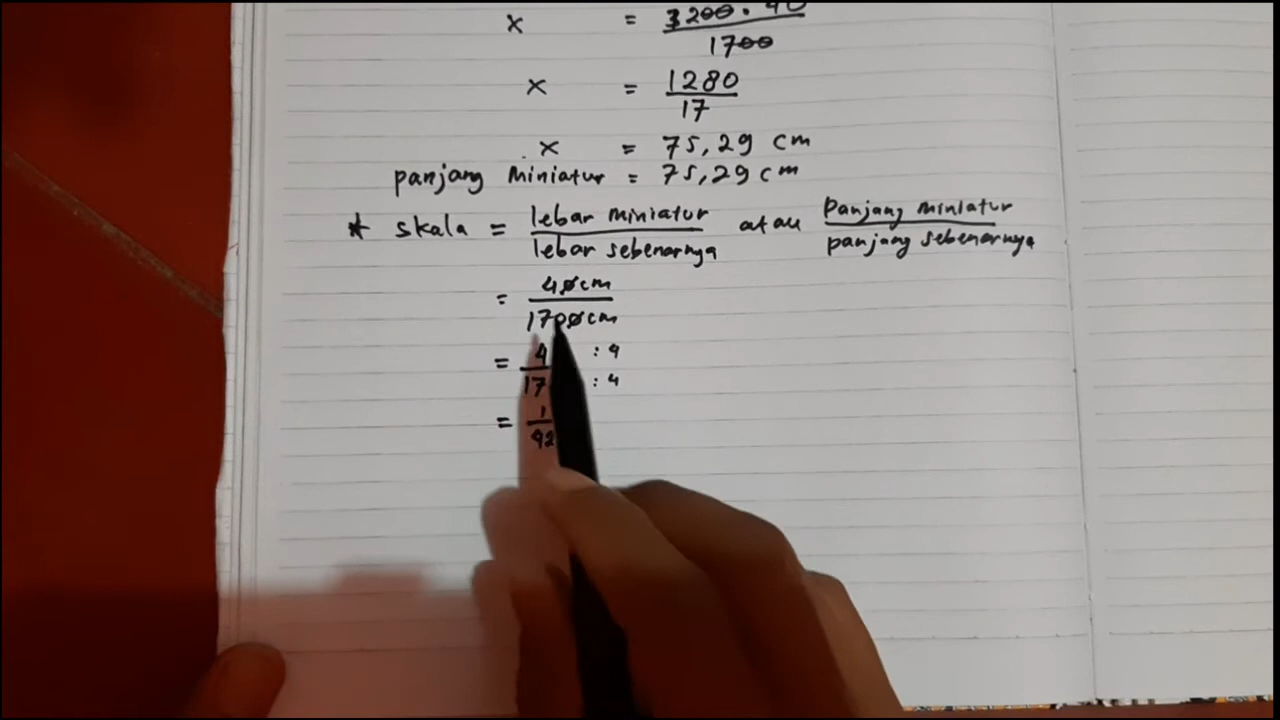 x = 3200 . 40 / 1700
x = 1280 / 17
x = 75,29 cm
panjang miniatur = 75,29 cm
* skala = lebar miniatur / lebar sebenarnya atau panjang miniatur / panjang sebenarnya
= 40 cm / 1700 cm
= 4 / 17 : 4 : 4
= 1 / 42